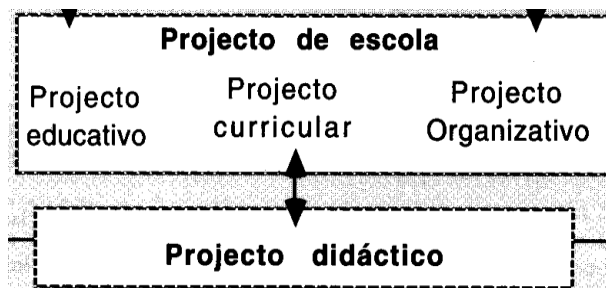 Projecto de escola
Projecto educativo
Projecto curricular
Projecto Organizativo
Projecto didáctico